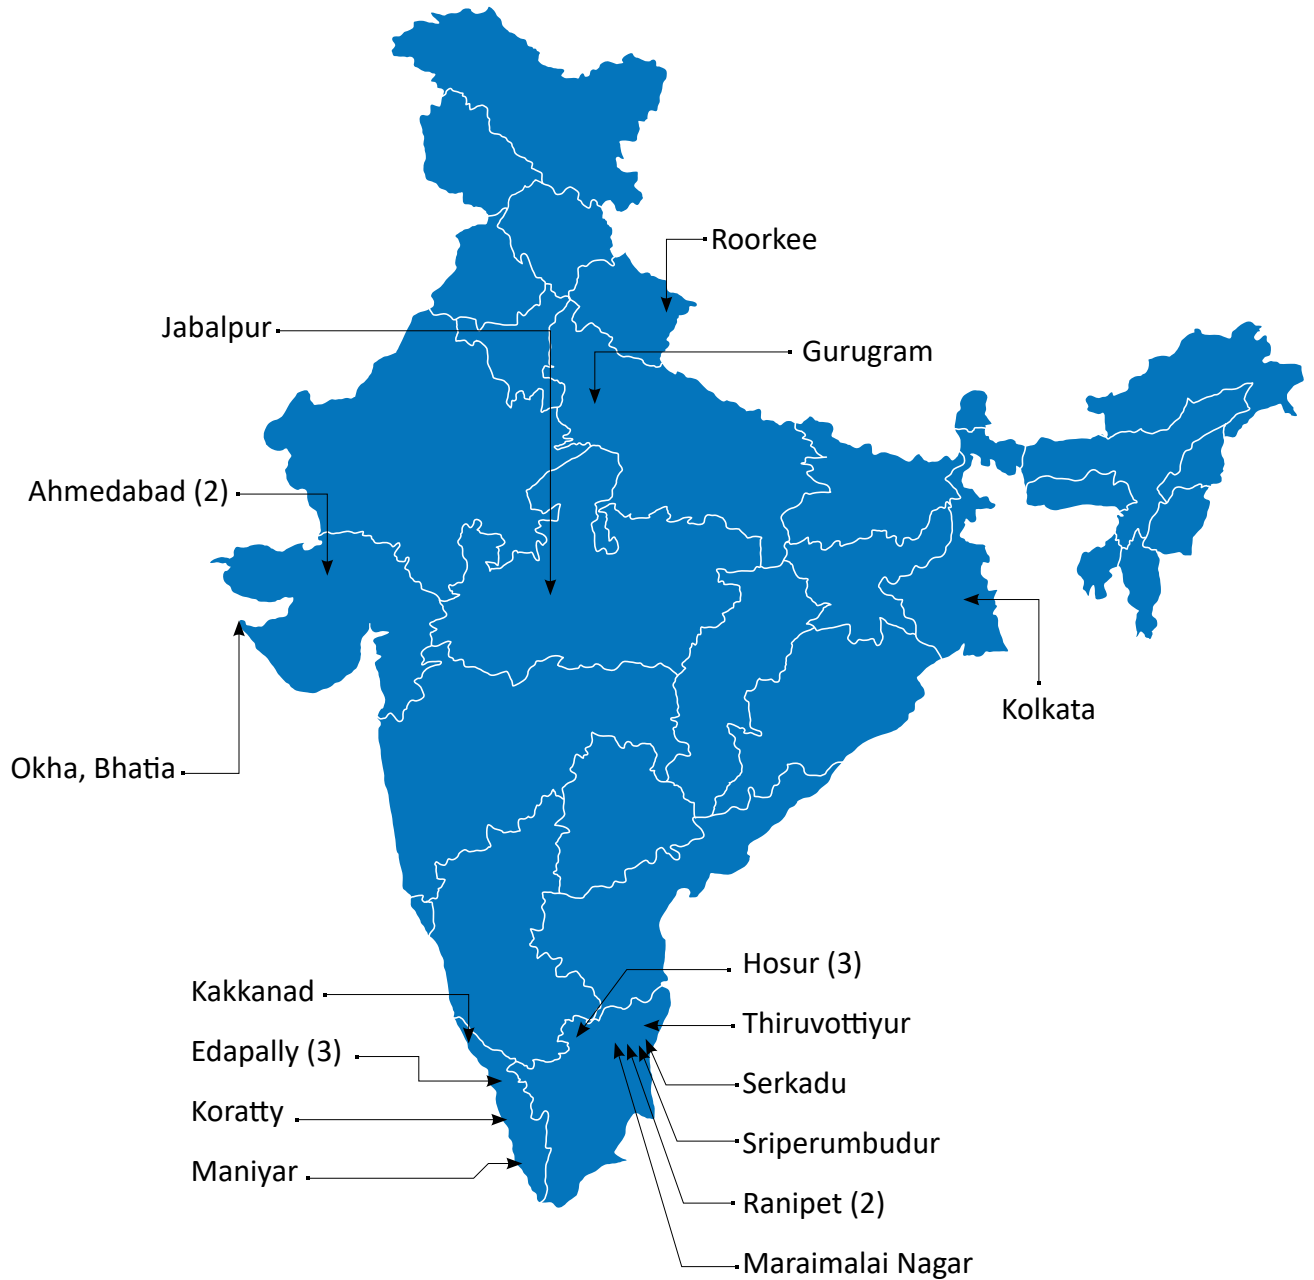 Roorkee
Jabalpur
Gurugram
Ahmedabad (2)
Kolkata
Okha, Bhatia
Hosur (3)
Kakkanad
Thiruvottiyur
Edapally (3)
Serkadu
Koratty
Sriperumbudur
Maniyar
Ranipet (2)
Maraimalai Nagar